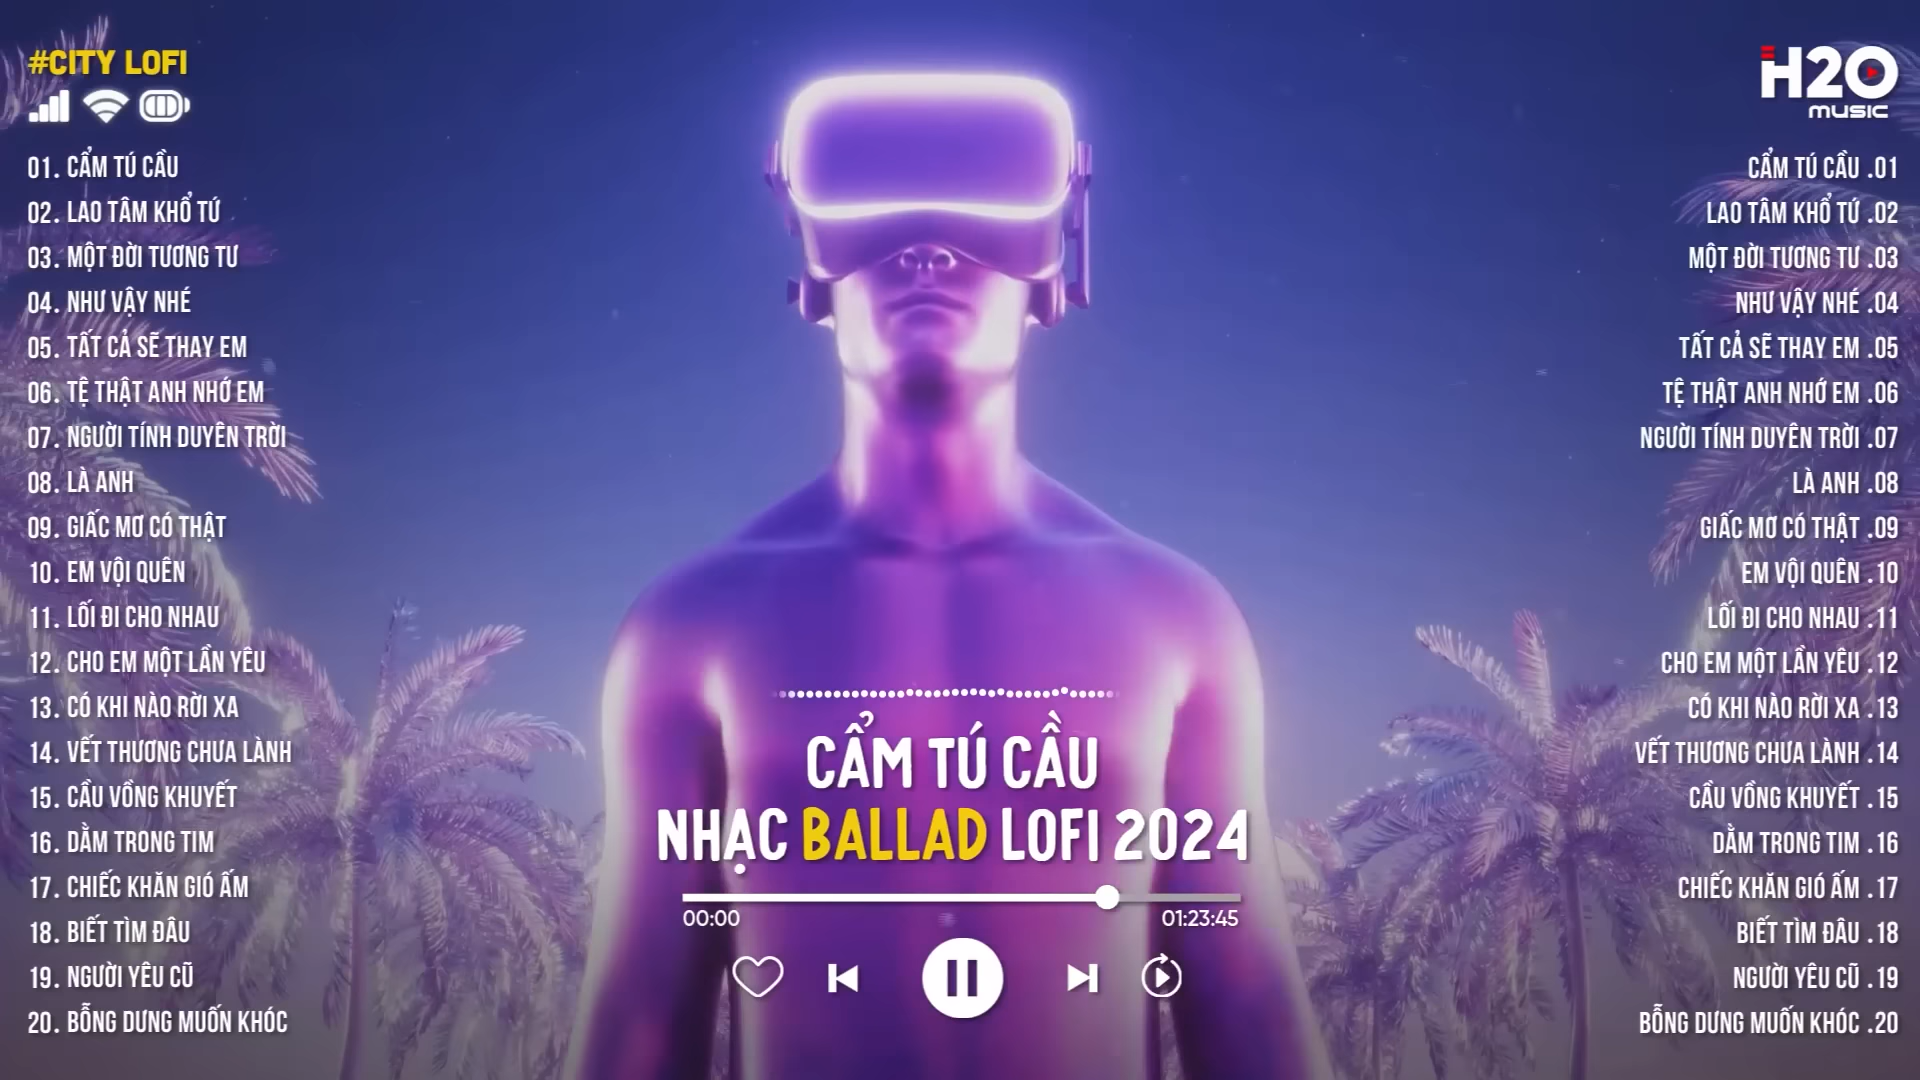 #CITY LOFI
01. CẨM TÚ CẦU
02. LAO TÂM KHỔ TỨ
03. MỘT ĐỜI TƯƠNG TƯ
04. NHƯ VẬY NHÉ
05. TẤT CẢ SẼ THAY EM
06. TỆ THẬT ANH NHỚ EM
07. NGƯỜI TÍNH DUYÊN TRỜI
08. LÀ ANH
09. GIẤC MƠ CÓ THẬT
10. EM VỘI QUÊN
11. LỐI ĐI CHO NHAU
12. CHO EM MỘT LẦN YÊU
13. CÓ KHI NÀO RỜI XA
14. VẾT THƯƠNG CHƯA LÀNH
15. CẦU VỒNG KHUYẾT
16. DẰM TRONG TIM
17. CHIẾC KHĂN GIÓ ẤM
18. BIẾT TÌM ĐÂU
19. NGƯỜI YÊU CŨ
20. BỖNG DƯNG MUỐN KHÓC
CẨM TÚ CẦU
NHẠC BALLAD LOFI 2024
00:00
01:23:45
H2O
MUSIC
CẨM TÚ CẦU .01
LAO TÂM KHỔ TỨ .02
MỘT ĐỜI TƯƠNG TƯ .03
NHƯ VẬY NHÉ .04
TẤT CẢ SẼ THAY EM .05
TỆ THẬT ANH NHỚ EM .06
NGƯỜI TÍNH DUYÊN TRỜI .07
LÀ ANH .08
GIẤC MƠ CÓ THẬT .09
EM VỘI QUÊN .10
LỐI ĐI CHO NHAU .11
CHO EM MỘT LẦN YÊU .12
CÓ KHI NÀO RỜI XA .13
VẾT THƯƠNG CHƯA LÀNH .14
CẦU VỒNG KHUYẾT .15
DẰM TRONG TIM .16
CHIẾC KHĂN GIÓ ẤM .17
BIẾT TÌM ĐÂU .18
NGƯỜI YÊU CŨ .19
BỖNG DƯNG MUỐN KHÓC .20